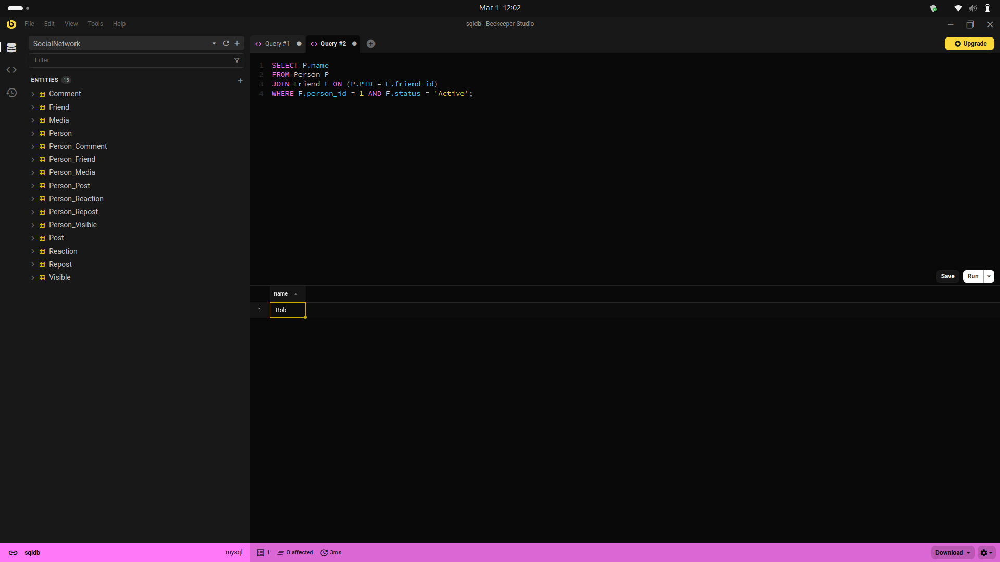 Mar 1 12:02
File Edit View Tools Help
sqldb - Beekeeper Studio
SocialNetwork
Filter
ENTITIES 15
Comment
Friend
Media
Person
Person_Comment
Person_Friend
Person_Media
Person_Post
Person_Reaction
Person_Repost
Person_Visible
Post
Reaction
Repost
Visible
Query #1
Query #2
Upgrade
1 SELECT P.name
2 FROM Person P
3 JOIN Friend F ON (P.PID = F.friend_id)
4 WHERE F.person_id = 1 AND F.status = 'Active';
Save Run
name
1 Bob
sqldb mysql
1 0 affected 3ms
Download